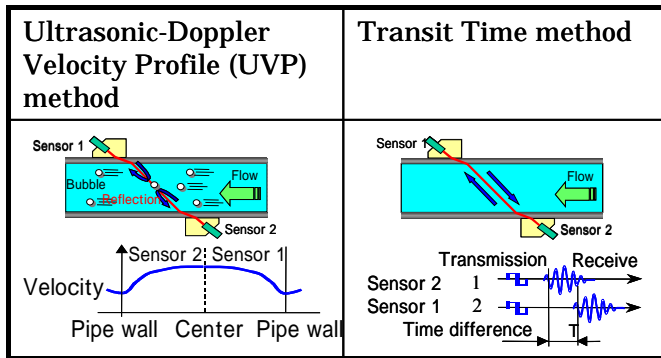 Ultrasonic-Doppler
Velocity Profile (UVP)
method
Transit Time method
Sensor 1
Bubble
Reflection
Flow
Sensor 2
Sensor 2 Sensor 1
Velocity
Pipe wall Center Pipe wall
Sensor 1
Flow
Sensor 2
Transmission Receive
Sensor 2 1
Sensor 1 2
Time difference T